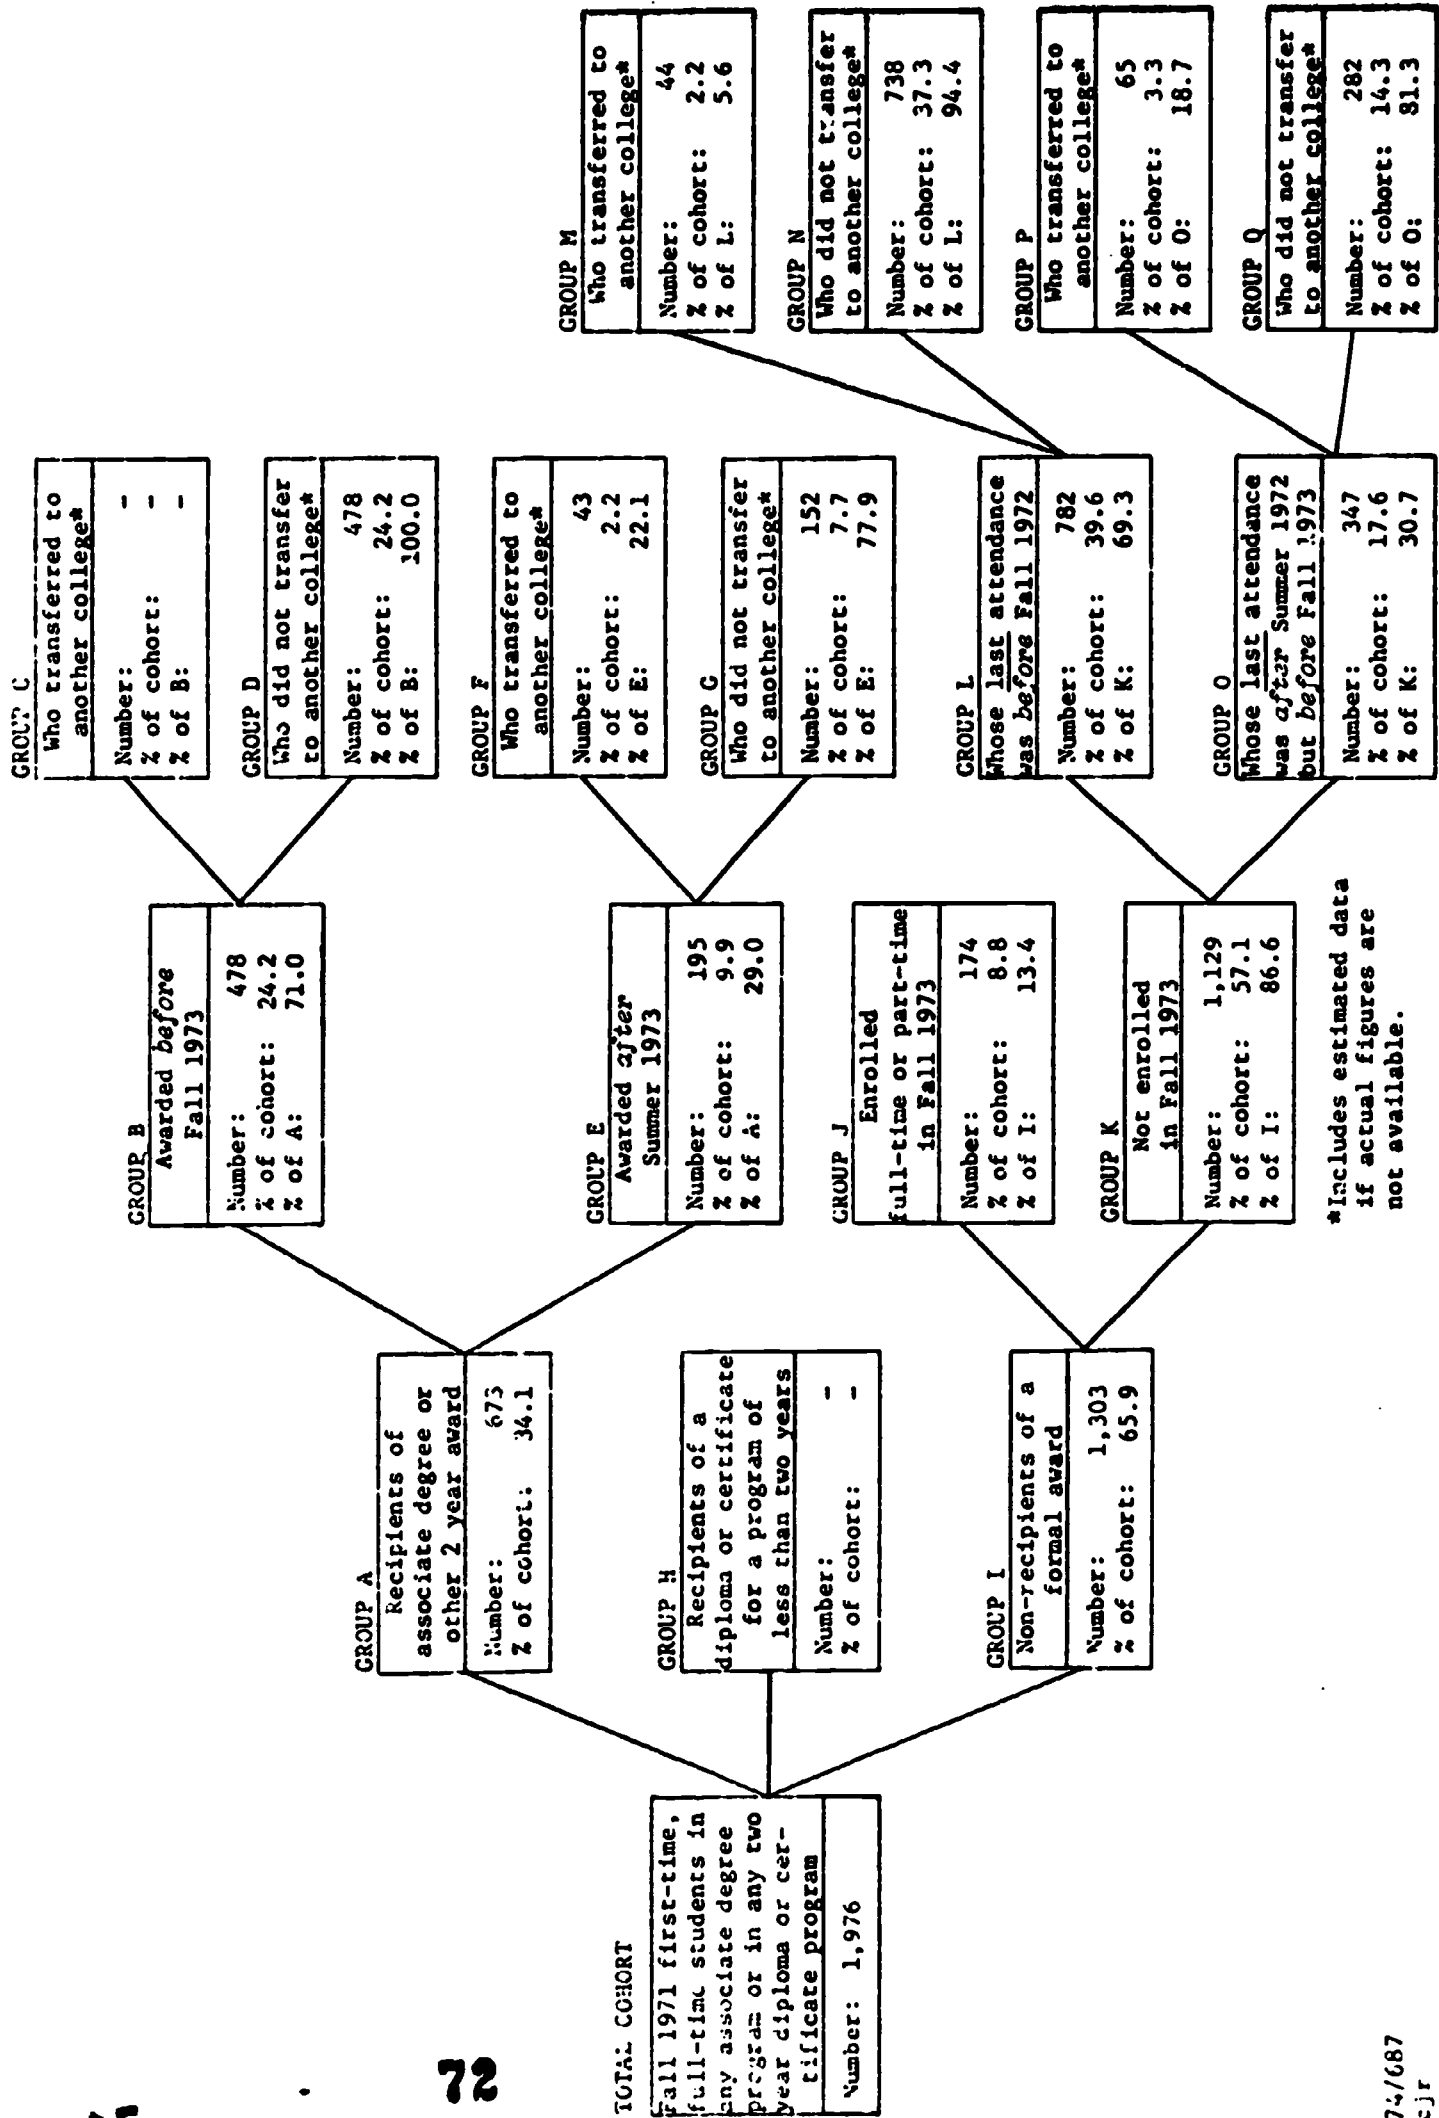 TOTAL COHORT
Fall 1971 first-time,
full-time students in
any associate degree
program or in any two
year diploma or cer-
tificate program
Number: 1,976
GROUP A
Recipients of
associate degree or
other 2 year award
Number: 673
% of cohort: 34.1
GROUP H
Recipients of a
diploma or certificate
for a program of
less than two years
Number: -
% of cohort: -
GROUP I
Non-recipients of a
formal award
Number: 1,303
% of cohort: 65.9
GROUP B
Awarded before
Fall 1973
Number: 478
% of cohort: 24.2
% of A: 71.0
GROUP E
Awarded after
Summer 1973
Number: 195
% of cohort: 9.9
% of A: 29.0
GROUP J
Enrolled
full-time or part-time
in Fall 1973
Number: 174
% of cohort: 8.8
% of I: 13.4
GROUP K
Not enrolled
in Fall 1973
Number: 1,129
% of cohort: 57.1
% of I: 86.6
*Includes estimated data
if actual figures are
not available.
GROUP C
Who transferred to
another college*
Number: -
% of cohort: -
% of B: -
GROUP D
Who did not transfer
to another college*
Number: 478
% of cohort: 24.2
% of B: 100.0
GROUP F
Who transferred to
another college*
Number: 43
% of cohort: 2.2
% of E: 22.1
GROUP G
Who did not transfer
to another college*
Number: 152
% of cohort: 7.7
% of E: 77.9
GROUP L
Whose last attendance
was before Fall 1972
Number: 782
% of cohort: 39.6
% of K: 69.3
GROUP O
Whose last attendance
was after Summer 1972
but before Fall 1973
Number: 347
% of cohort: 17.6
% of K: 30.7
GROUP M
Who transferred to
another college*
Number: 44
% of cohort: 2.2
% of L: 5.6
GROUP N
Who did not transfer
to another college*
Number: 738
% of cohort: 37.3
% of L: 94.4
GROUP P
Who transferred to
another college*
Number: 65
% of cohort: 3.3
% of O: 18.7
GROUP Q
Who did not transfer
to another college*
Number: 282
% of cohort: 14.3
% of O: 81.3
72
74/687
cjr